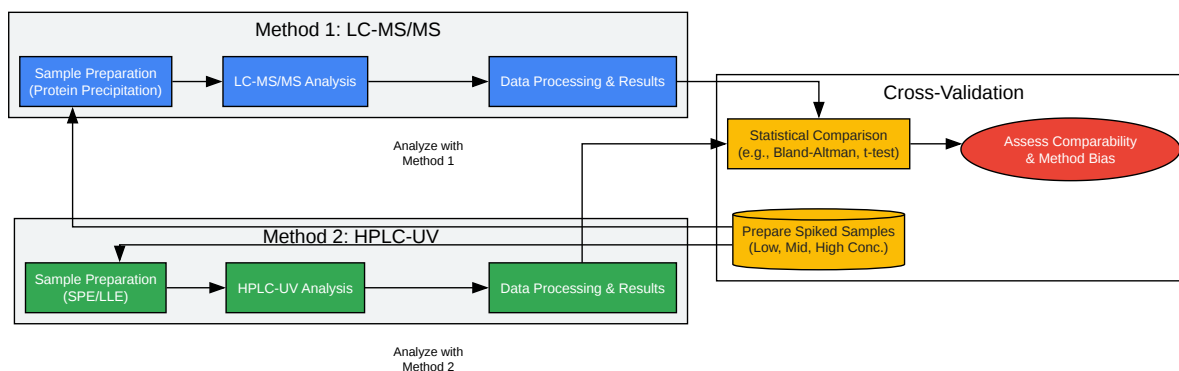 Method 1: LC-MS/MS
Sample Preparation
(Protein Precipitation)
LC-MS/MS Analysis
Data Processing & Results
Analyze with
Method 1
Cross-Validation
Statistical Comparison
(e.g., Bland-Altman, t-test)
Assess Comparability
& Method Bias
Prepare Spiked Samples
(Low, Mid, High Conc.)
Method 2: HPLC-UV
Sample Preparation
(SPE/LLE)
HPLC-UV Analysis
Data Processing & Results
Analyze with
Method 2